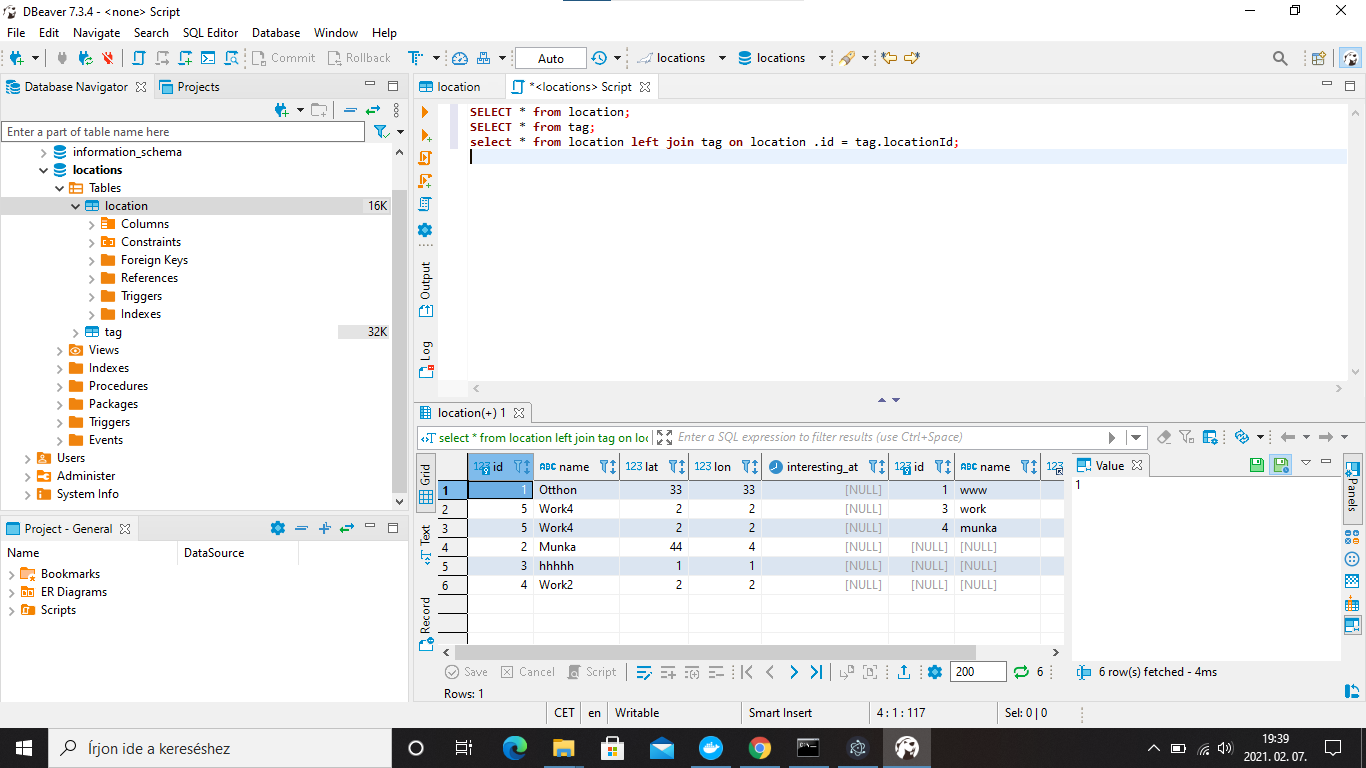 DBeaver 7.3.4 - <none> Script
File Edit Navigate Search SQL Editor Database Window Help
Commit Rollback Auto locations locations
Database Navigator Projects
Enter a part of table name here
information_schema
locations
Tables
location 16K
Columns
Constraints
Foreign Keys
References
Triggers
Indexes
tag 32K
Views
Indexes
Procedures
Packages
Triggers
Events
Users
Administer
System Info
Project - General
Name DataSource
Bookmarks
ER Diagrams
Scripts
location *<locations> Script
SELECT * from location;
SELECT * from tag;
select * from location left join tag on location .id = tag.locationId;
Output
Log
location(+) 1
select * from location left join tag on loc Enter a SQL expression to filter results (use Ctrl+Space)
Grid
Text
Record
123 id ABC name 123 lat 123 lon interesting_at 123 id ABC name 123
1 1 Otthon 33 33 [NULL] 1 www
2 5 Work4 2 2 [NULL] 3 work
3 5 Work4 2 2 [NULL] 4 munka
4 2 Munka 44 4 [NULL] [NULL] [NULL]
5 3 hhhhh 1 1 [NULL] [NULL] [NULL]
6 4 Work2 2 2 [NULL] [NULL] [NULL]
Value
1
Panels
Save Cancel Script 200 6 6 row(s) fetched - 4ms
Rows: 1
CET en Writable Smart Insert 4 : 1 : 117 Sel: 0 | 0
Írjon ide a kereséshez
19:39
2021. 02. 07.